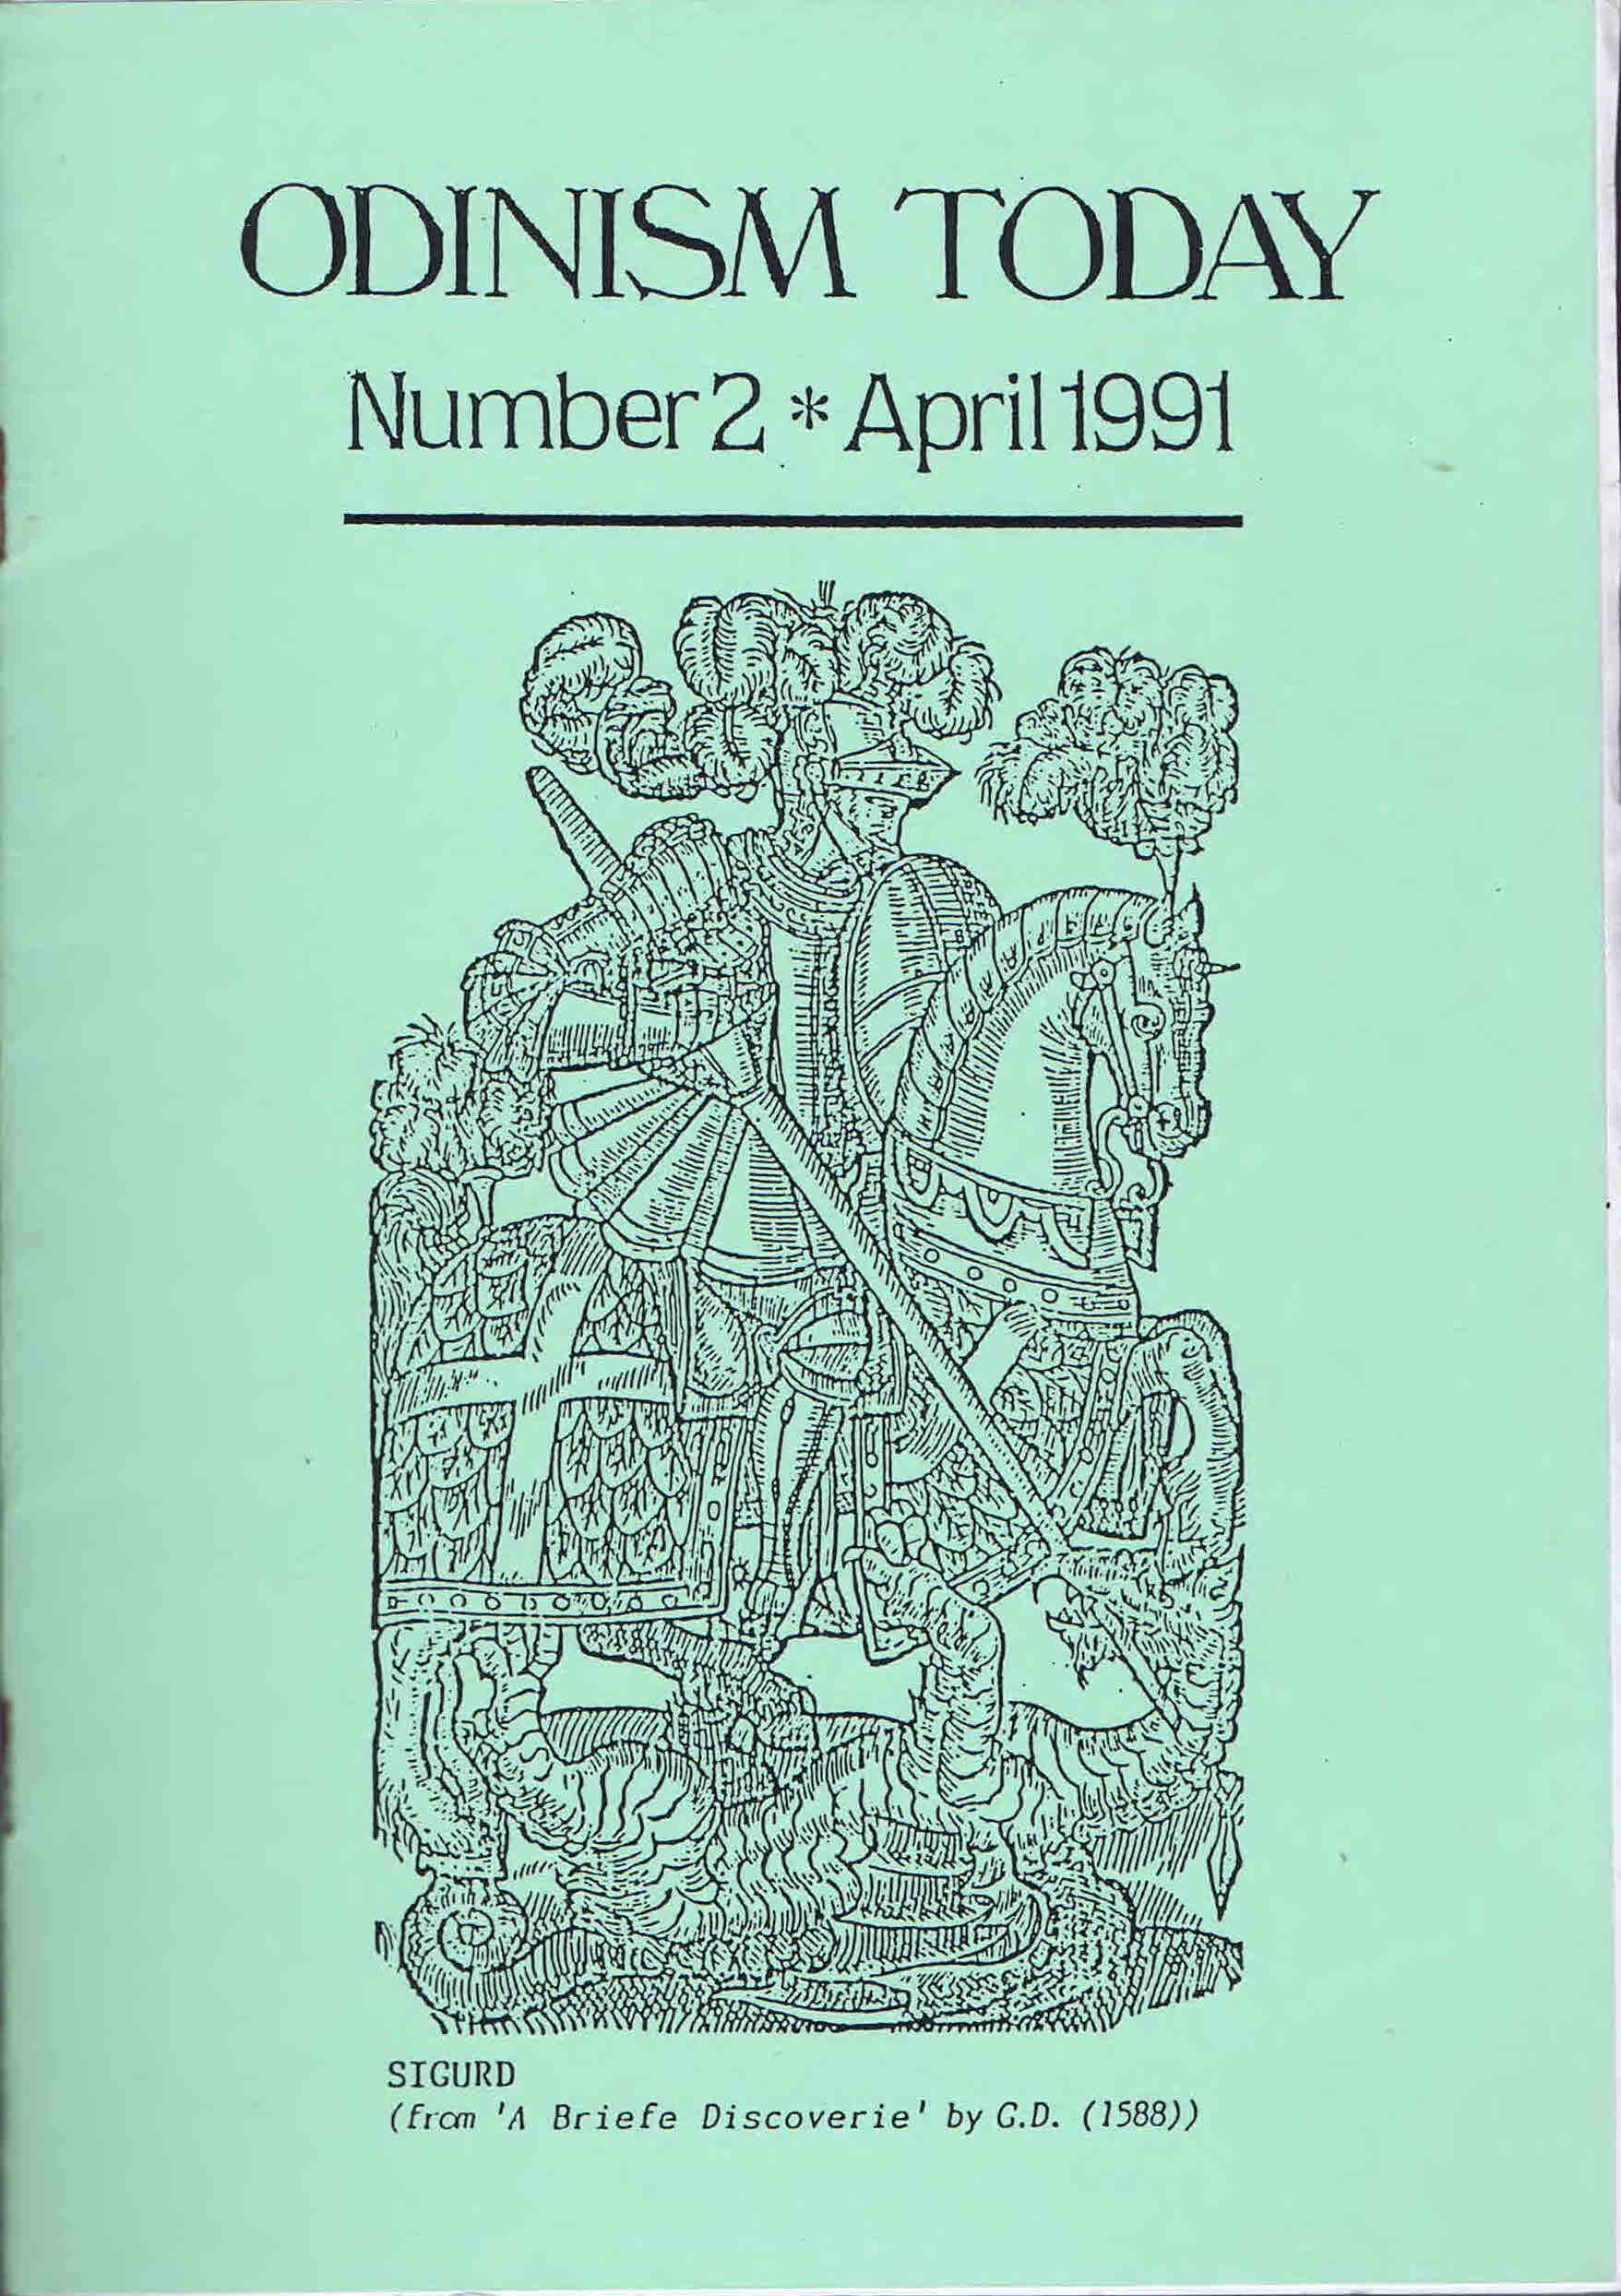 ODINISM TODAY
Number 2 * April 1991
SIGURD
(from 'A Briefe Discoverie' by G.D. (1588))